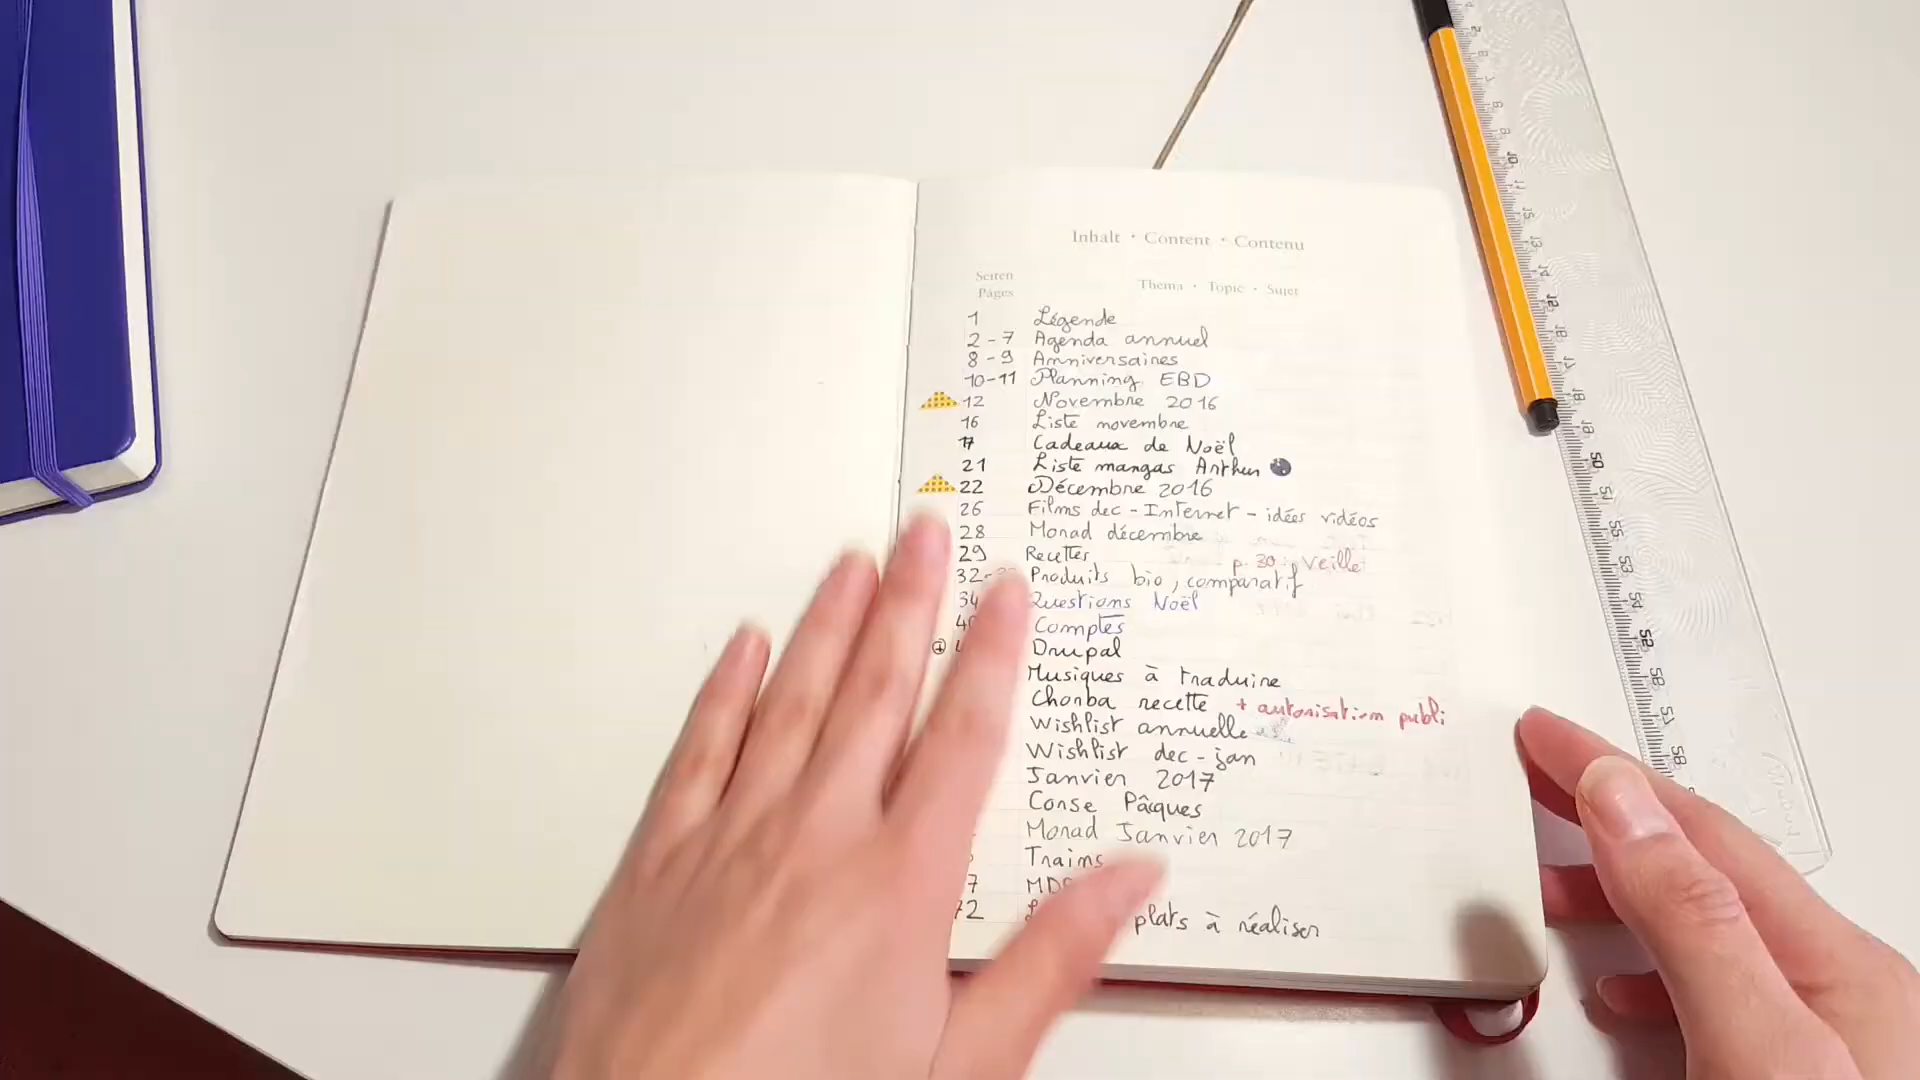 Inhalt · Content · Contenu
Seiten
Pages
Thema · Topic · Sujet
1 Légende
2-7 Agenda annuel
8-9 Anniversaires
10-11 Planning EBD
12 Novembre 2016
16 Liste novembre
17 Cadeaux de Noël
21 Liste mangas Arthur
22 Décembre 2016
26 Films dec - Internet - idées vidéos
28 Monad décembre
29 Recettes
p. 30 : Veille
32- Produits bio, comparatif
34 Questions Noël
Comptes
Drupal
Musiques à traduire
Chorba recette + autorisation publi
Wishlist annuelle
Wishlist dec - jan
Janvier 2017
Conse Pâques
Monad Janvier 2017
Trains
72 plats à réaliser